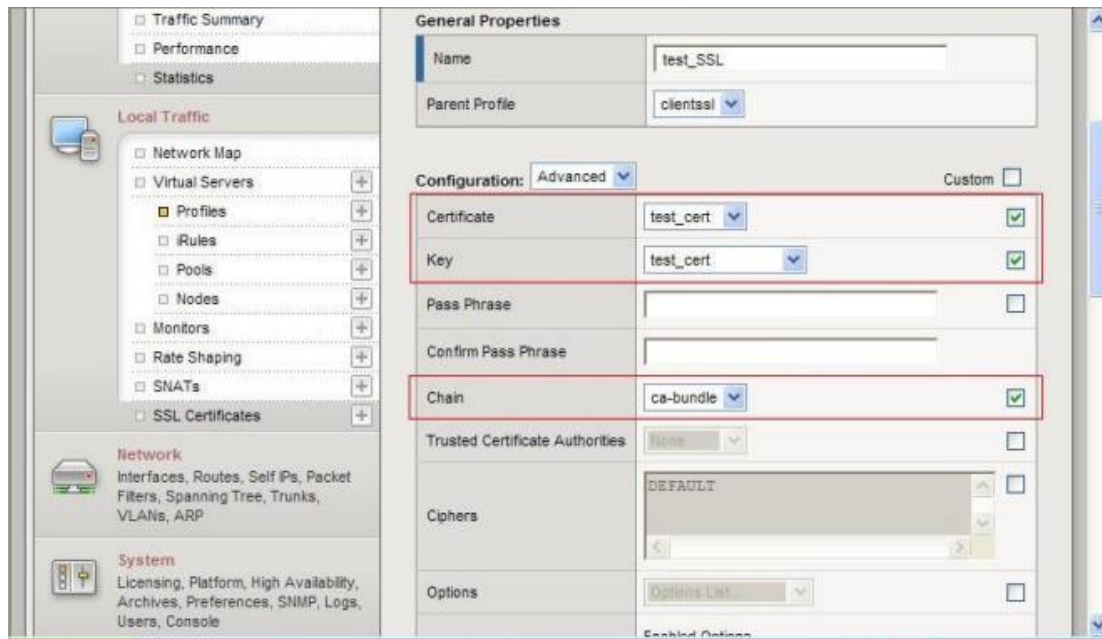 Traffic Summary
Performance
Statistics
Local Traffic
Network Map
Virtual Servers
Profiles
iRules
Pools
Nodes
Monitors
Rate Shaping
SNATs
SSL Certificates
Network
Interfaces, Routes, Self IPs, Packet
Filters, Spanning Tree, Trunks,
VLANs, ARP
System
Licensing, Platform, High Availability,
Archives, Preferences, SNMP, Logs,
Users, Console
General Properties
Name test_SSL
Parent Profile clientssl
Configuration: Advanced Custom
Certificate test_cert
Key test_cert
Pass Phrase
Confirm Pass Phrase
Chain ca-bundle
Trusted Certificate Authorities None
Ciphers DEFAULT
Options Options List...
Enabled Options